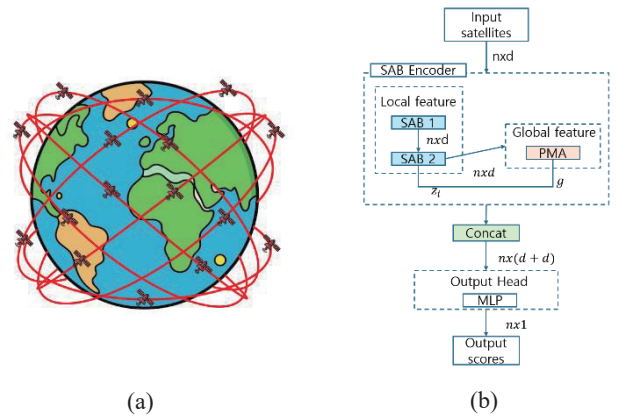 Input
satellites
nxd
SAB Encoder
Local feature
SAB 1
nxd
SAB 2
Global feature
PMA
nxd
z_i
g
Concat
nx(d + d)
Output Head
MLP
nx1
Output
scores
(a)
(b)